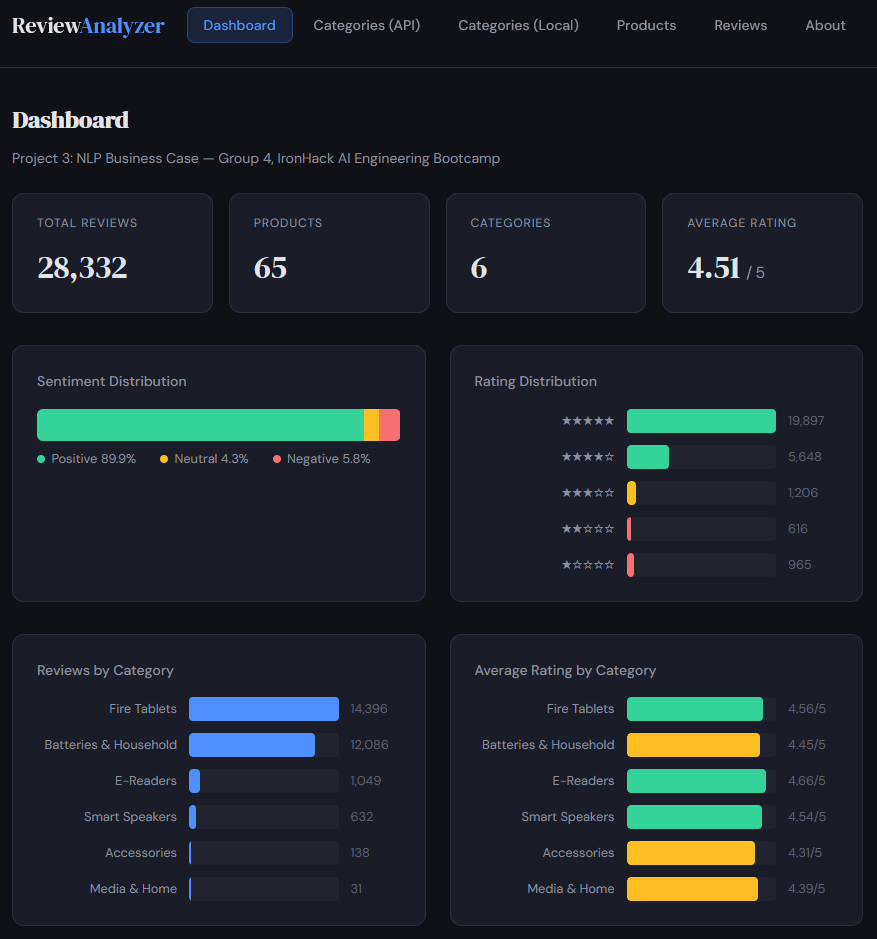 ReviewAnalyzer Dashboard Categories (API) Categories (Local) Products Reviews About
Dashboard
Project 3: NLP Business Case — Group 4, IronHack AI Engineering Bootcamp
TOTAL REVIEWS
28,332
PRODUCTS
65
CATEGORIES
6
AVERAGE RATING
4.51 / 5
Sentiment Distribution
Positive 89.9% Neutral 4.3% Negative 5.8%
Rating Distribution
★★★★★ 19,897
★★★★☆ 5,648
★★★☆☆ 1,206
★★☆☆☆ 616
★☆☆☆☆ 965
Reviews by Category
Fire Tablets 14,396
Batteries & Household 12,086
E-Readers 1,049
Smart Speakers 632
Accessories 138
Media & Home 31
Average Rating by Category
Fire Tablets 4.56/5
Batteries & Household 4.45/5
E-Readers 4.66/5
Smart Speakers 4.54/5
Accessories 4.31/5
Media & Home 4.39/5